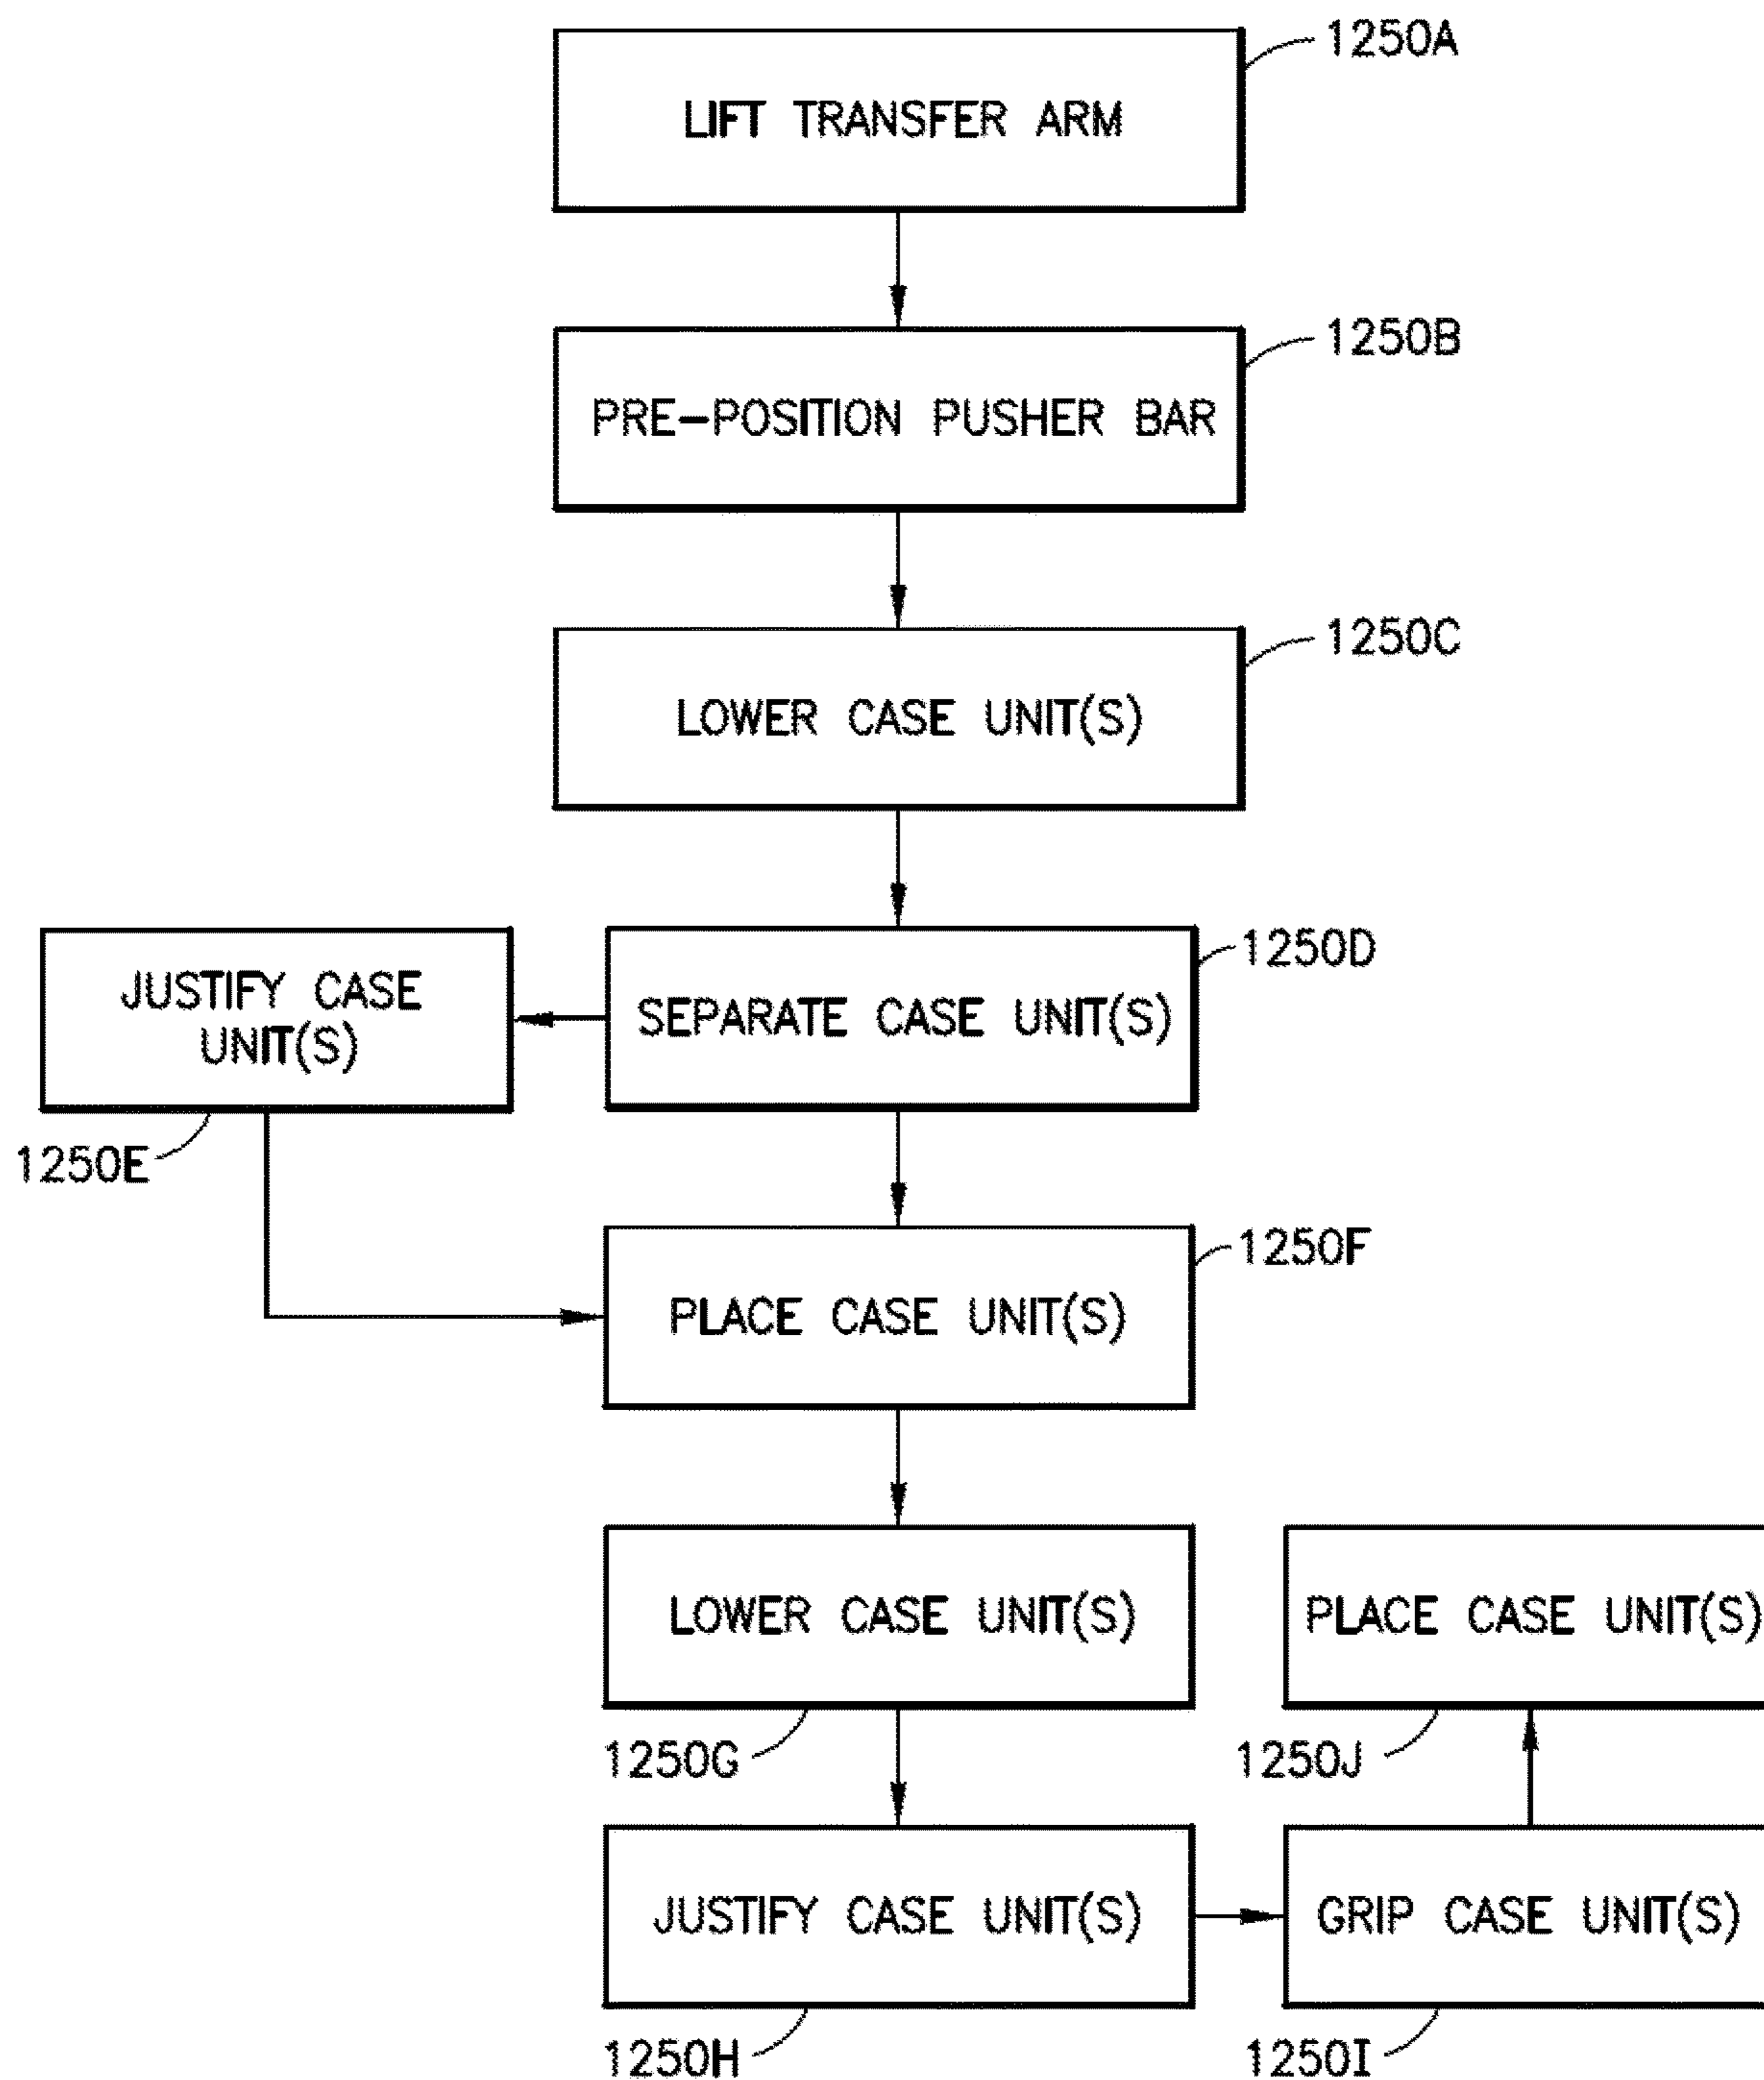 1250A
LIFT TRANSFER ARM
1250B
PRE-POSITION PUSHER BAR
1250C
LOWER CASE UNIT(S)
1250D
JUSTIFY CASE
UNIT(S)
SEPARATE CASE UNIT(S)
1250E
1250F
PLACE CASE UNIT(S)
LOWER CASE UNIT(S)
PLACE CASE UNIT(S)
1250G
1250J
JUSTIFY CASE UNIT(S)
GRIP CASE UNIT(S)
1250H
1250I